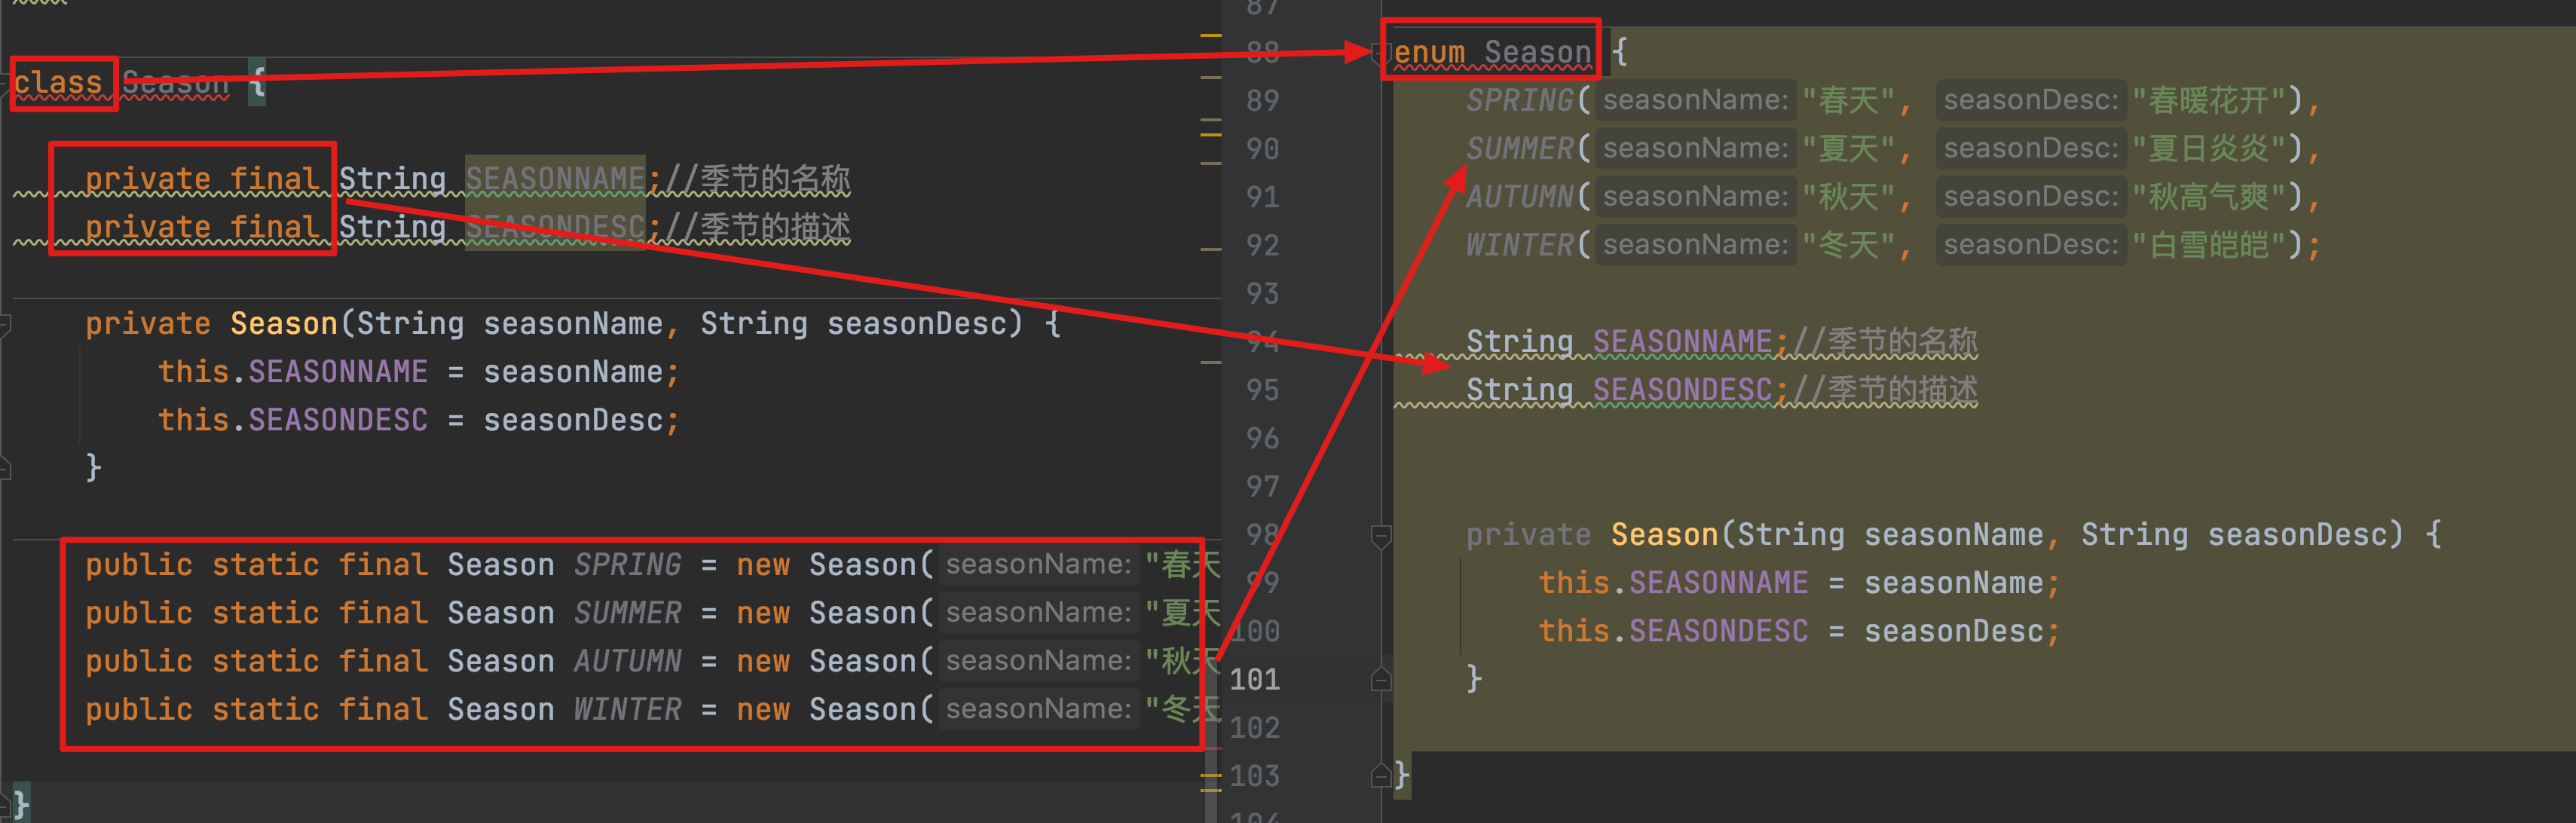 class Season {
private final String SEASONNAME;//季节的名称
private final String SEASONDESC;//季节的描述
private Season(String seasonName, String seasonDesc) {
this.SEASONNAME = seasonName;
this.SEASONDESC = seasonDesc;
}
public static final Season SPRING = new Season( seasonName: "春天
public static final Season SUMMER = new Season( seasonName: "夏天
public static final Season AUTUMN = new Season( seasonName: "秋天
public static final Season WINTER = new Season( seasonName: "冬天
}
87
88 enum Season {
89 SPRING( seasonName: "春天", seasonDesc: "春暖花开"),
90 SUMMER( seasonName: "夏天", seasonDesc: "夏日炎炎"),
91 AUTUMN( seasonName: "秋天", seasonDesc: "秋高气爽"),
92 WINTER( seasonName: "冬天", seasonDesc: "白雪皑皑");
93
94 String SEASONNAME;//季节的名称
95 String SEASONDESC;//季节的描述
96
97
98 private Season(String seasonName, String seasonDesc) {
99 this.SEASONNAME = seasonName;
100 this.SEASONDESC = seasonDesc;
101 }
102
103 }
104